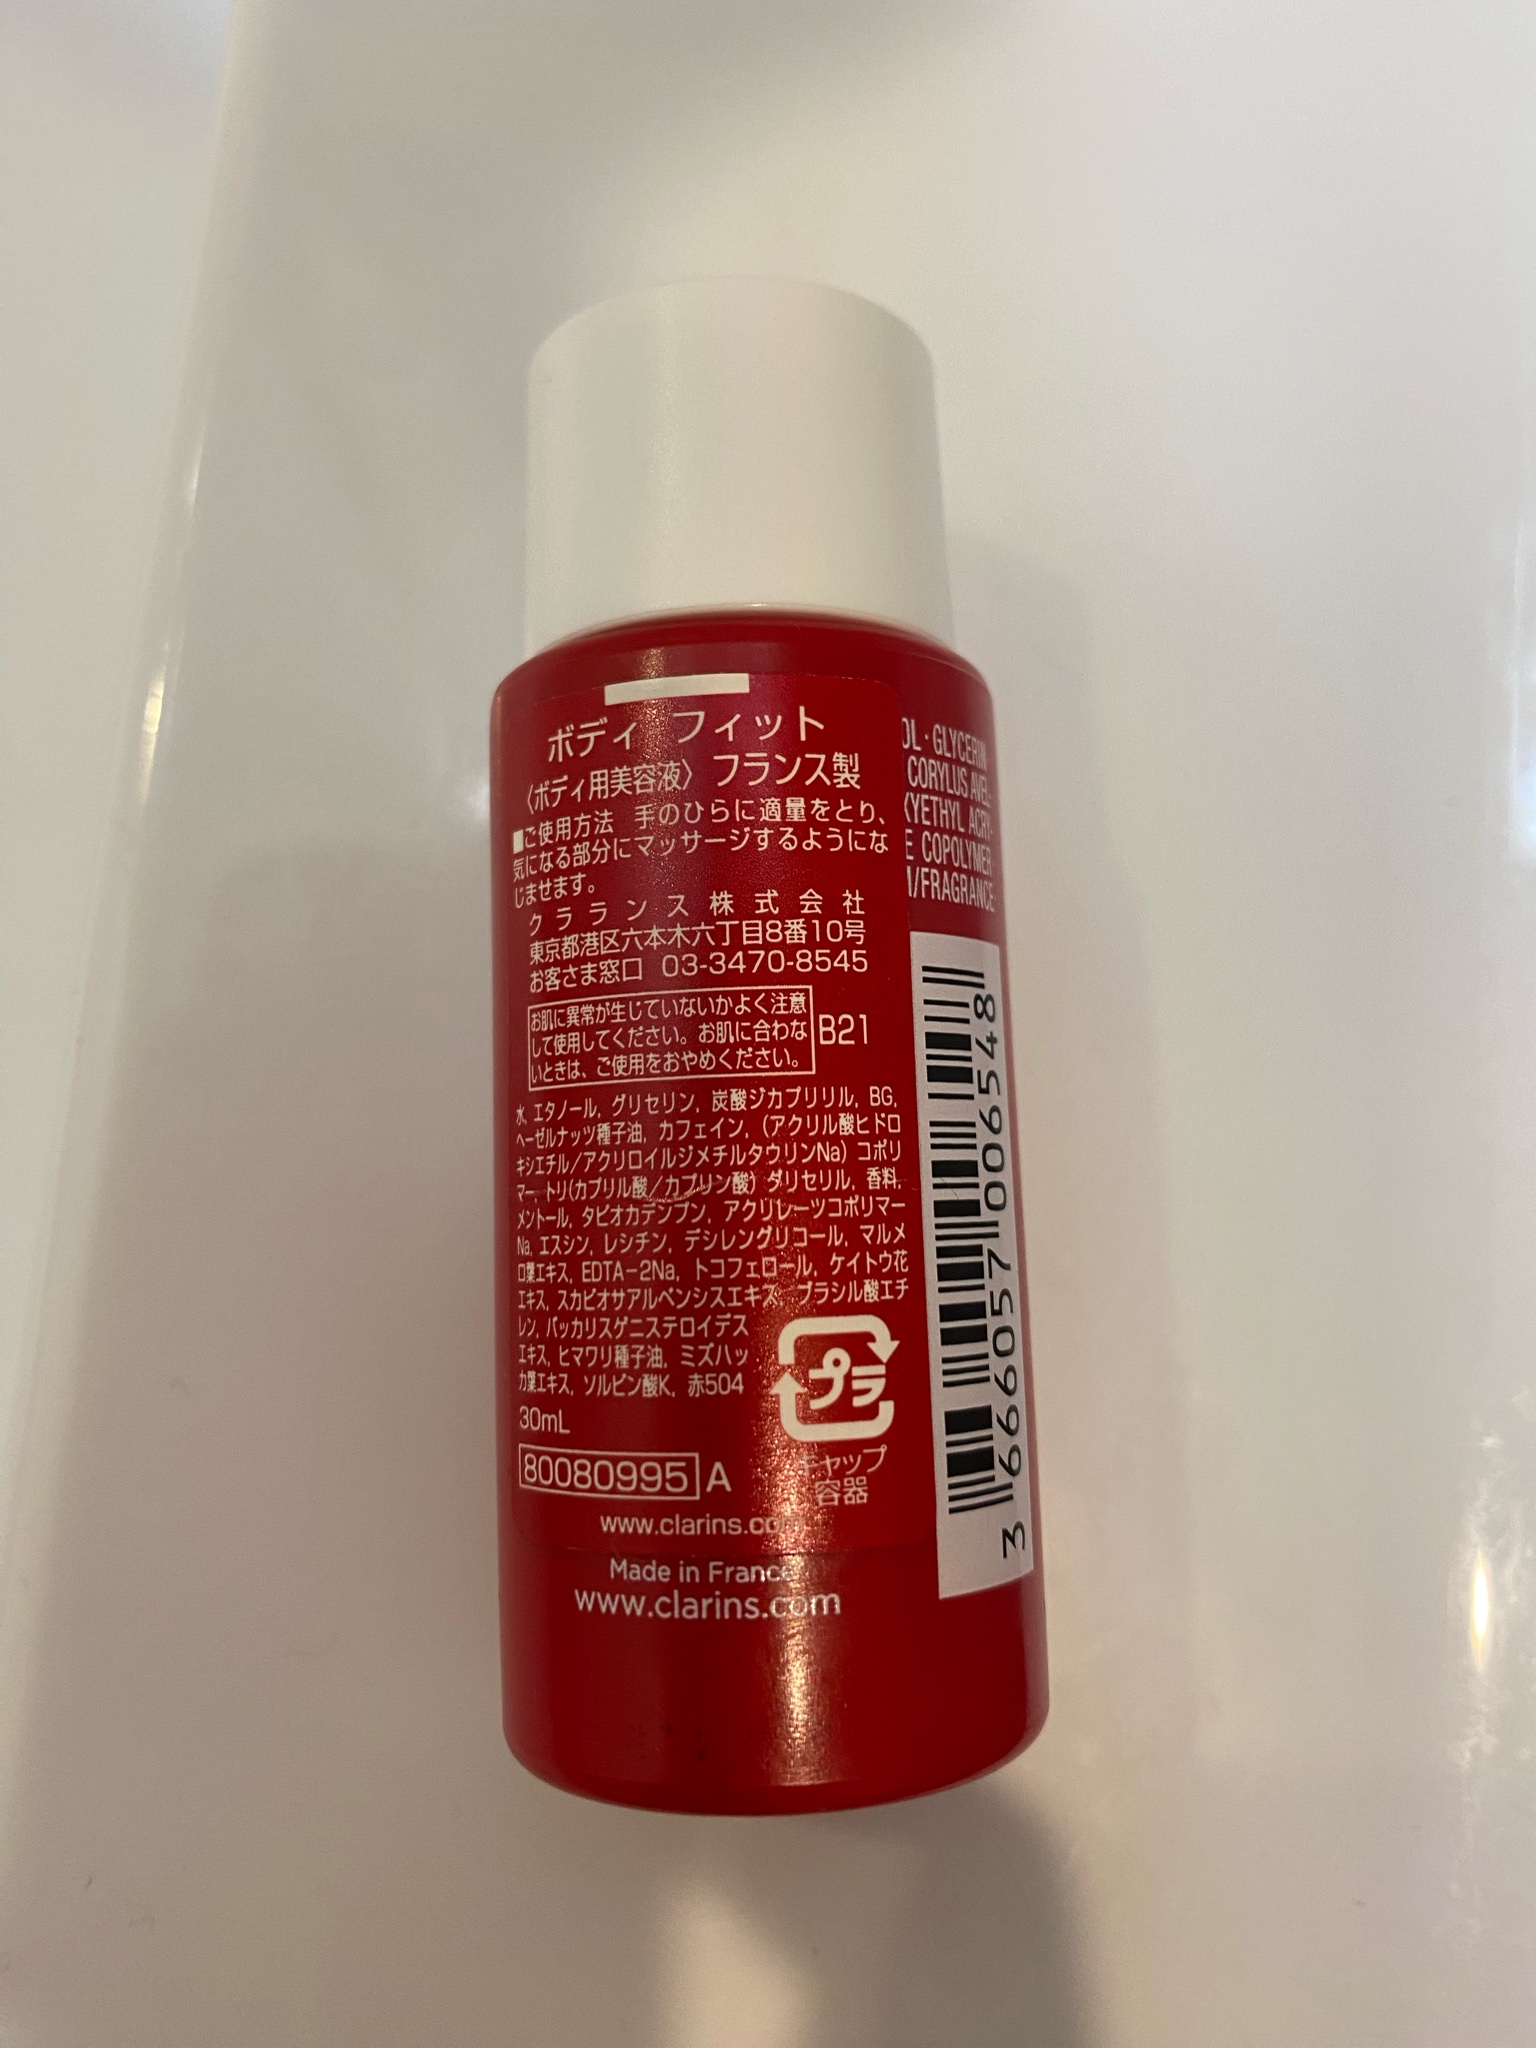 ボディ フィット
〈ボディ用美容液〉 フランス製
■ご使用方法 手のひらに適量をとり、
気になる部分にマッサージするようにな
じませます。
クラランス株式会社
東京都港区六本木六丁目8番10号
お客さま窓口 03-3470-8545
お肌に異常が生じていないかよく注意
して使用してください。お肌に合わな
いときは、ご使用をおやめください。
B21
水, エタノール, グリセリン, 炭酸ジカプリリル, BG,
ヘーゼルナッツ種子油, カフェイン, (アクリル酸ヒドロ
キシエチル/アクリロイルジメチルタウリンNa) コポリ
マー, トリ(カプリル酸/カプリン酸) グリセリル, 香料,
メントール, タピオカデンプン, アクリレーツコポリマー
Na, エスシン, レシチン, デシレングリコール, マルメ
ロ葉エキス, EDTA-2Na, トコフェロール, ケイトウ花
エキス, スカビオサアルベンシスエキス, ブラシル酸エチ
レン, バッカリスゲニステロイデス
エキス, ヒマワリ種子油, ミズハッ
カ葉エキス, ソルビン酸K, 赤504
30mL
80080995 A
プラ
キャップ
容器
www.clarins.com
Made in France
www.clarins.com
OL · GLYCERIN
CORYLUS AVEL-
XYETHYL ACRY-
E COPOLYMER
M/FRAGRANCE
3 666057 006548